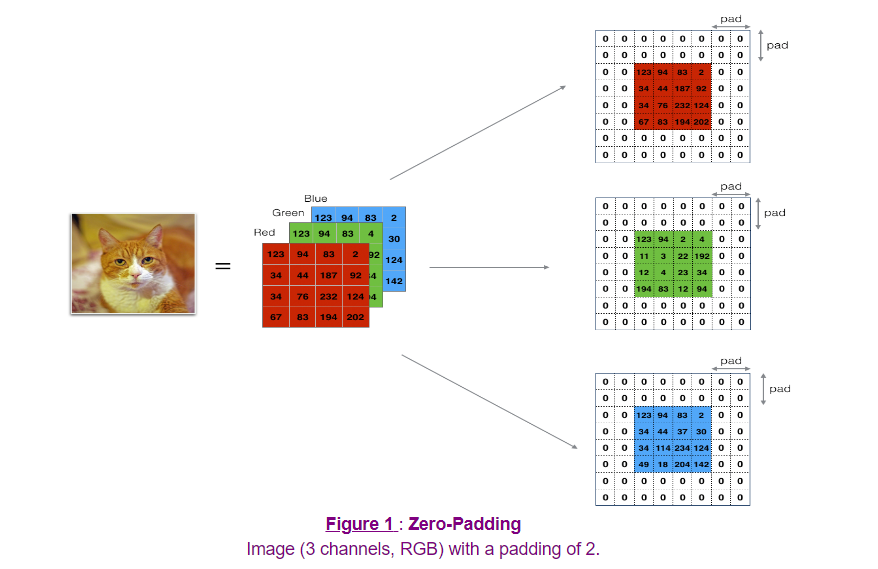 pad
0 0 0 0 0 0 0 0
pad
0 0 0 0 0 0 0 0
0 0 123 94 83 2 0 0
0 0 34 44 187 92 0 0
0 0 34 76 232 124 0 0
0 0 67 83 194 202 0 0
0 0 0 0 0 0 0 0
0 0 0 0 0 0 0 0
Blue
Green
Red
123 94 83 2
30
124
142
123 94 83 4
92
34
94
123 94 83 2
34 44 187 92
34 76 232 124
67 83 194 202
=
pad
0 0 0 0 0 0 0 0
pad
0 0 0 0 0 0 0 0
0 0 123 94 2 4 0 0
0 0 11 3 22 192 0 0
0 0 12 4 23 34 0 0
0 0 194 83 12 94 0 0
0 0 0 0 0 0 0 0
0 0 0 0 0 0 0 0
pad
0 0 0 0 0 0 0 0
pad
0 0 0 0 0 0 0 0
0 0 123 94 83 2 0 0
0 0 34 44 37 30 0 0
0 0 34 114 234 124 0 0
0 0 49 18 204 142 0 0
0 0 0 0 0 0 0 0
0 0 0 0 0 0 0 0
Figure 1 : Zero-Padding
Image (3 channels, RGB) with a padding of 2.